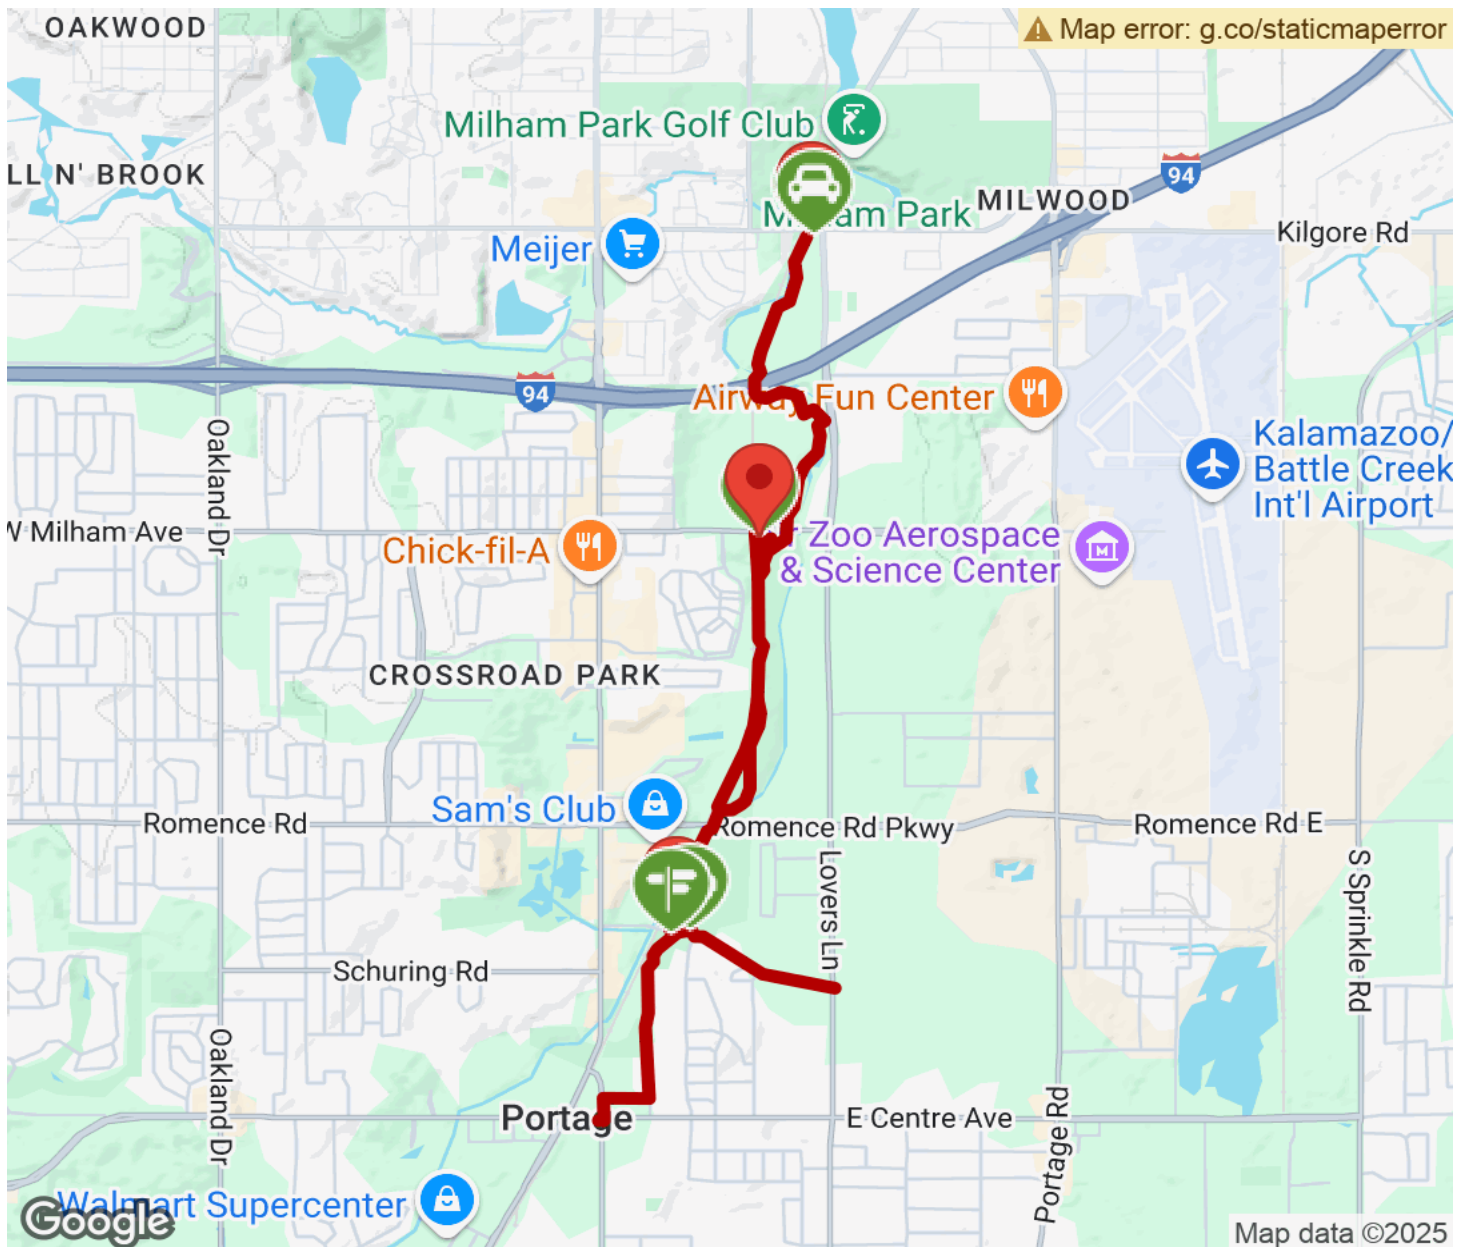 OAKWOOD
Map error: g.co/staticmaperror
Milham Park Golf Club
LL N' BROOK
94
MILWOOD
Milham Park
Kilgore Rd
Meijer
94
Airway Fun Center
Oakland Dr
Kalamazoo/
Battle Creek
Int'l Airport
W Milham Ave
Chick-fil-A
Zoo Aerospace
& Science Center
CROSSROAD PARK
Sam's Club
Romence Rd
Romence Rd Pkwy
Romence Rd E
Lovers Ln
S Sprinkle Rd
Schuring Rd
Oakland Dr
Portage
E Centre Ave
Portage Rd
Walmart Supercenter
Google
Map data ©2025